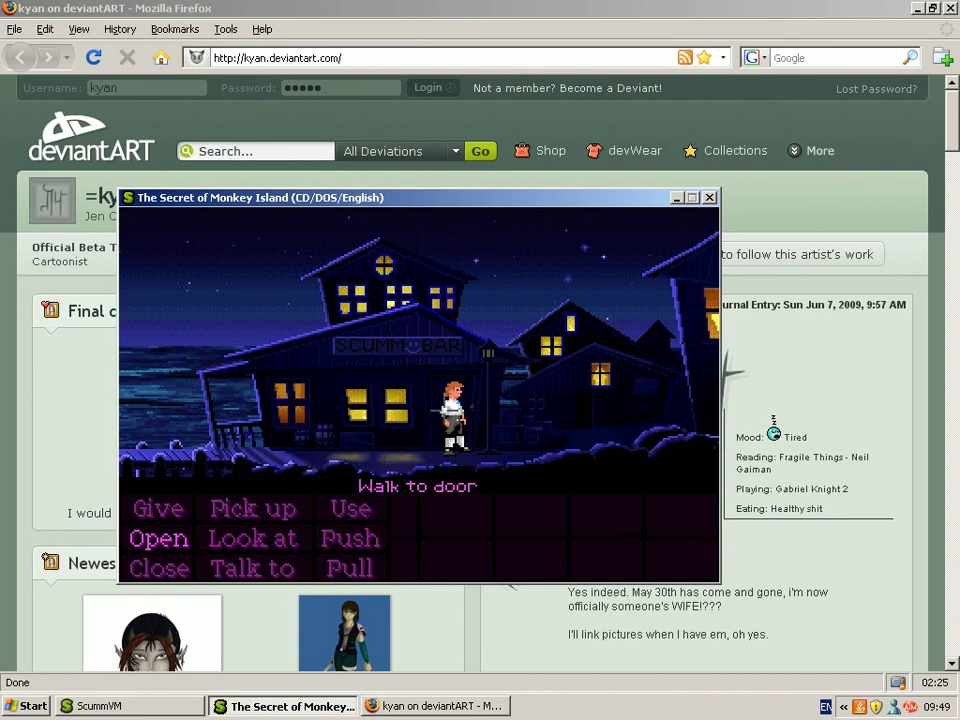 kyan on deviantART - Mozilla Firefox
File Edit View History Bookmarks Tools Help
http://kyan.deviantart.com/
Google
Username: kyan Password: ●●●●● Login Not a member? Become a Deviant! Lost Password?
deviantART Search... All Deviations Go Shop devWear Collections More
=ky
Jen C
The Secret of Monkey Island (CD/DOS/English)
Official Beta T
Cartoonist
to follow this artist's work
Final c
urnal Entry: Sun Jun 7, 2009, 9:57 AM
SCUMM BAR
Mood: Tired
Reading: Fragile Things - Neil
Gaiman
Playing: Gabriel Knight 2
Eating: Healthy shit
I would
Walk to door
Give Pick up Use
Open Look at Push
Close Talk to Pull
Newes
Yes indeed. May 30th has come and gone, i'm now
officially someone's WIFE!???
I'll link pictures when I have em, oh yes.
Done 02:25
Start ScummVM The Secret of Monkey... kyan on deviantART - M... EN « 09:49